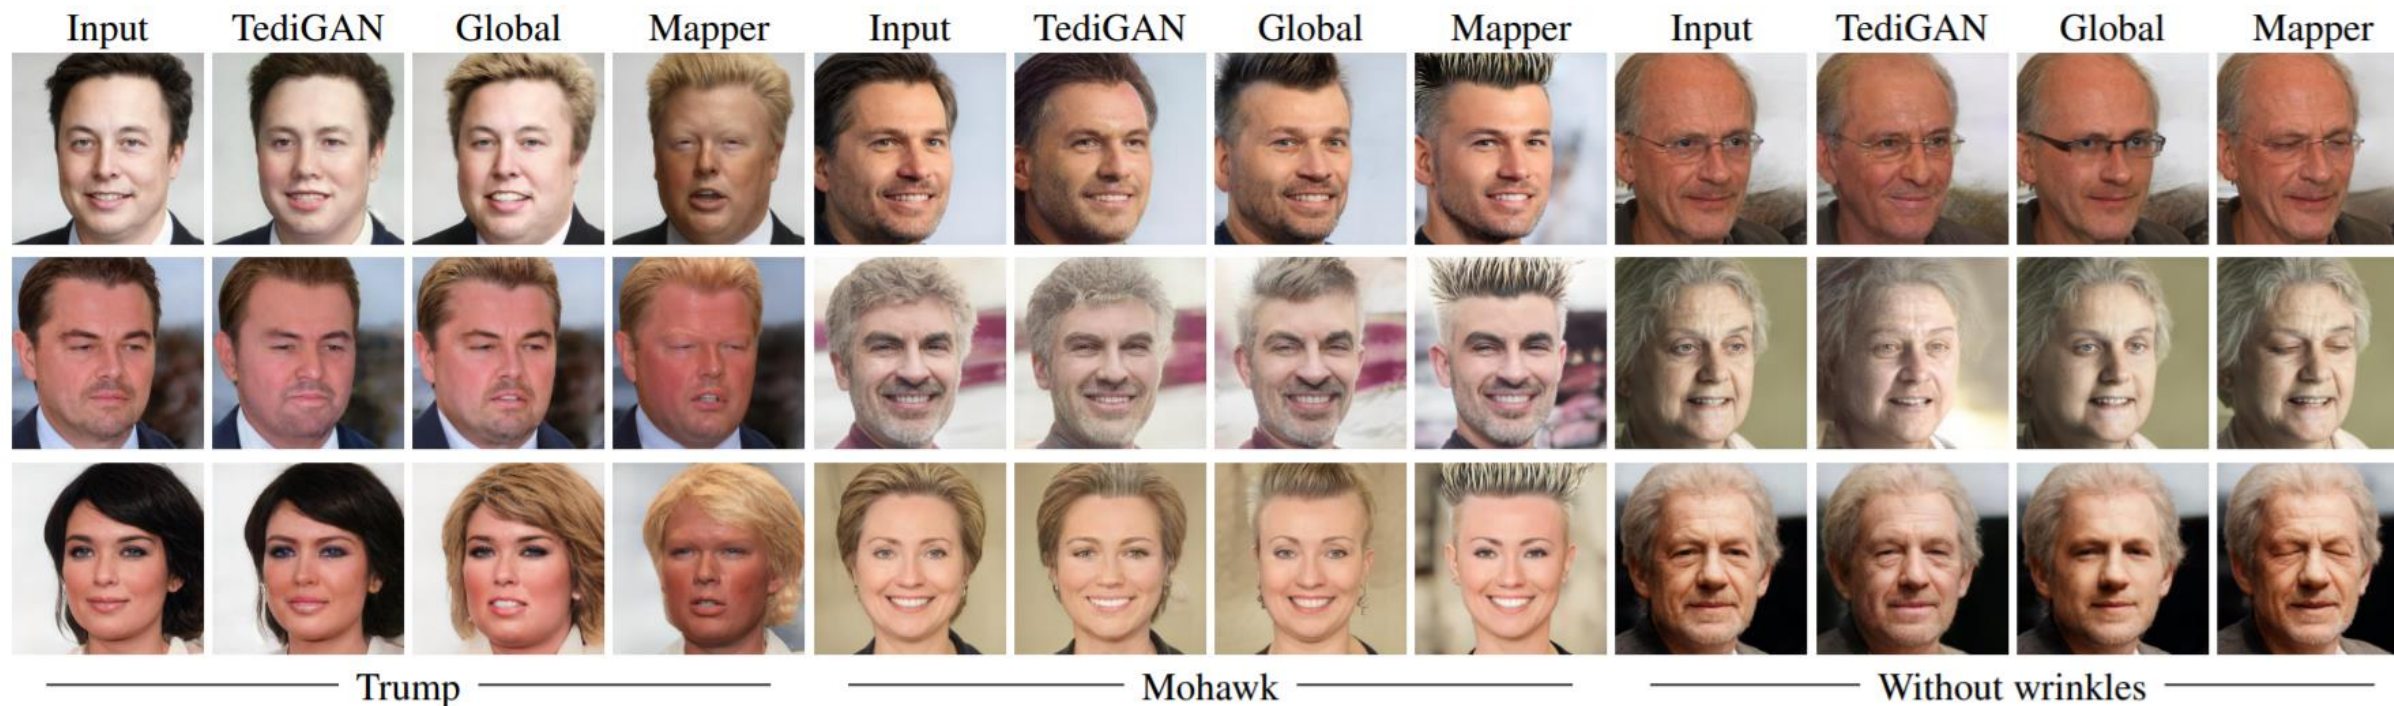 Input TediGAN Global Mapper Input TediGAN Global Mapper Input TediGAN Global Mapper
Trump Mohawk Without wrinkles